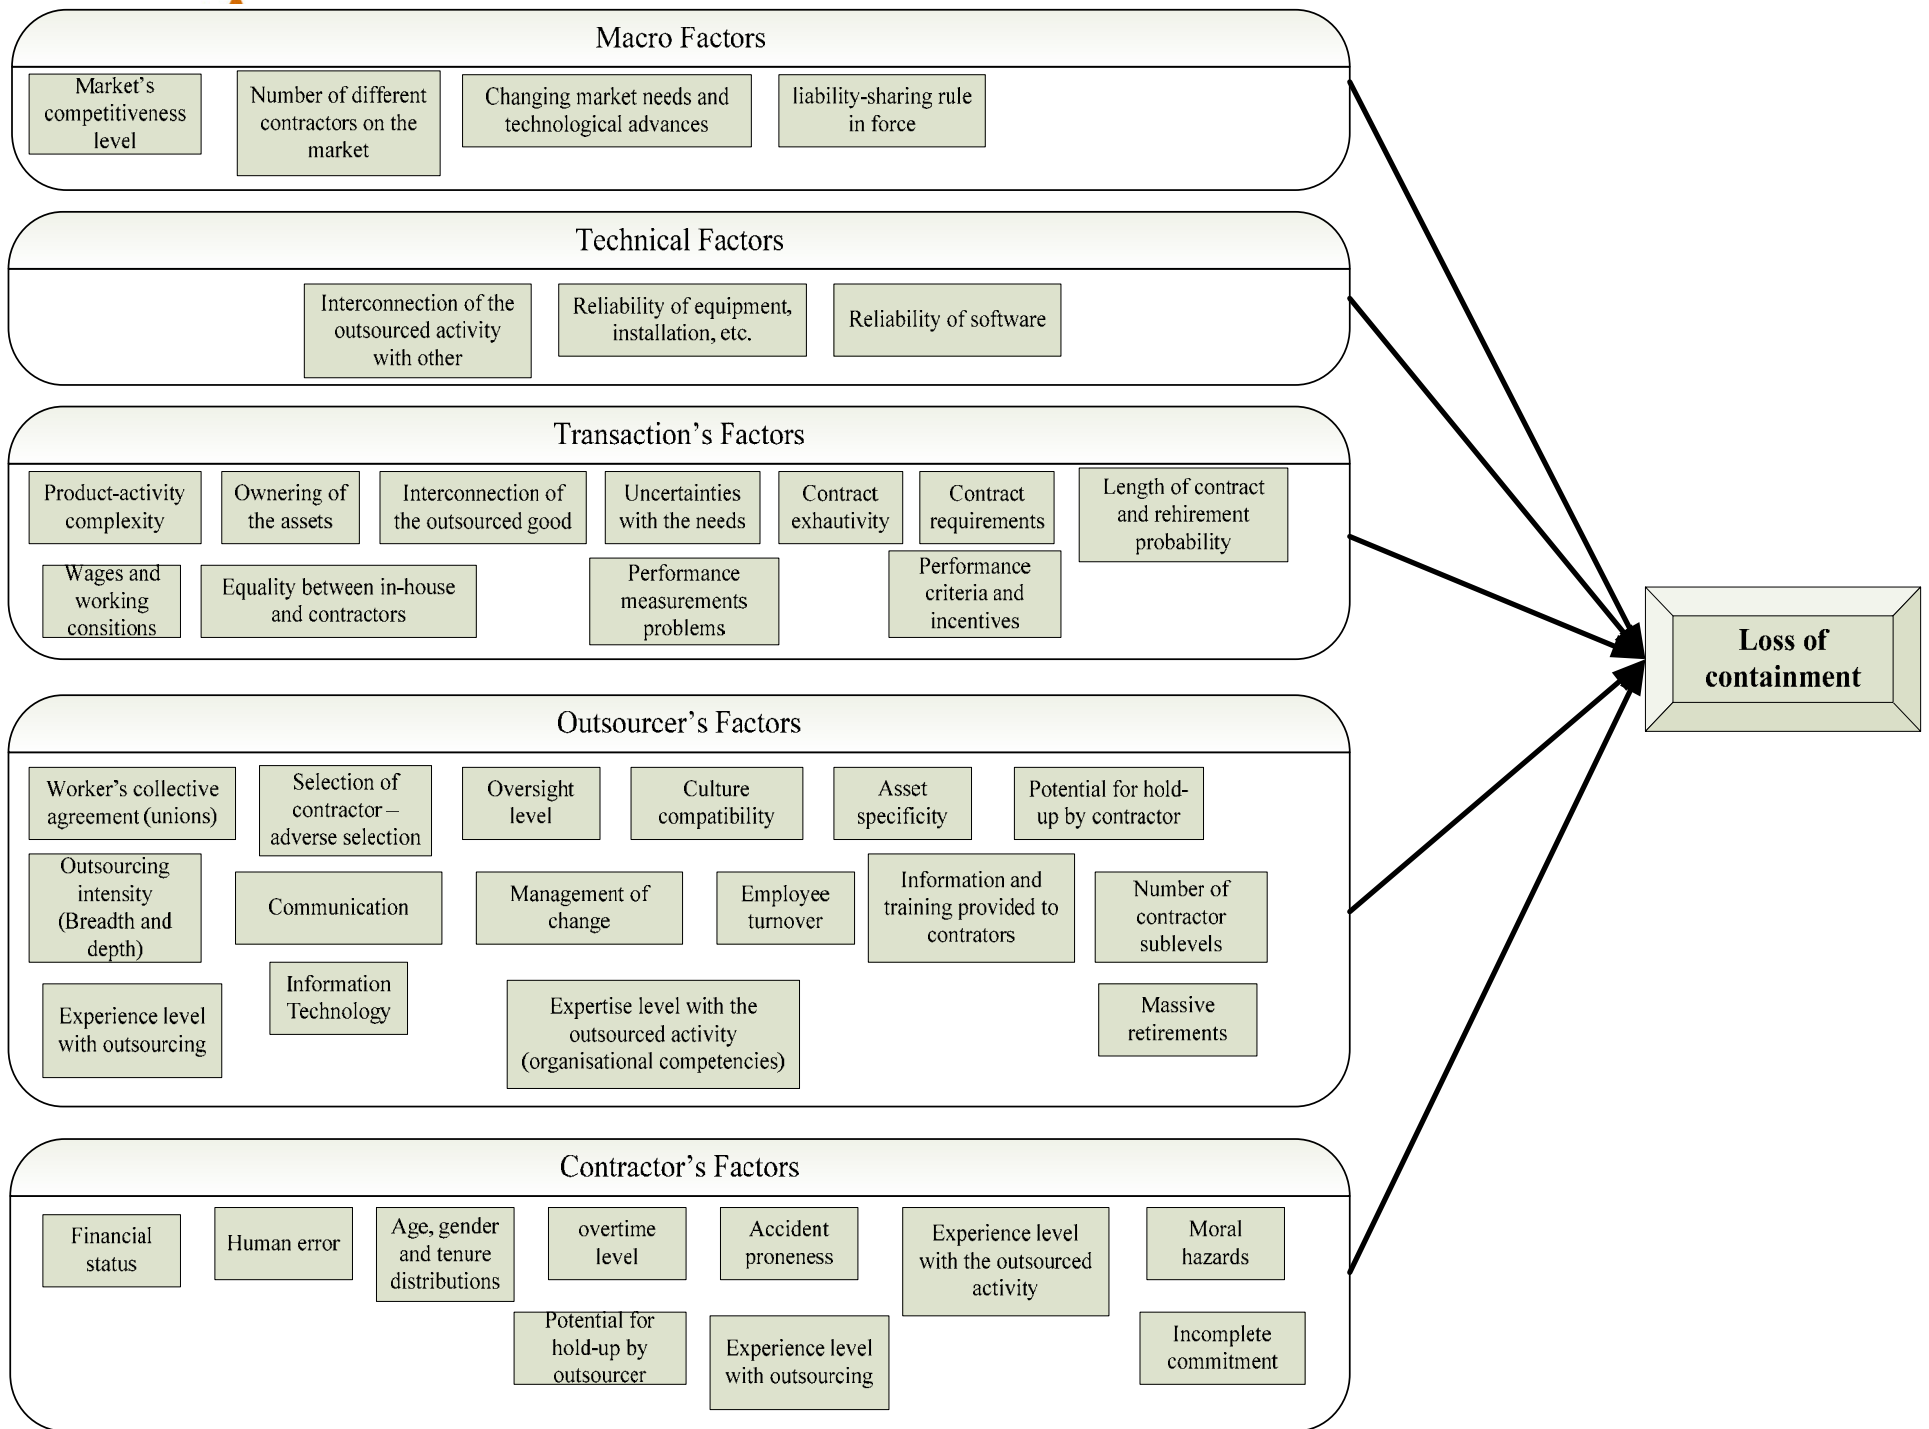 Macro Factors
Market's
competitiveness
level
Number of different
contractors on the
market
Changing market needs and
technological advances
liability-sharing rule
in force
Technical Factors
Interconnection of the
outsourced activity
with other
Reliability of equipment,
installation, etc.
Reliability of software
Transaction's Factors
Product-activity
complexity
Ownering of
the assets
Interconnection of
the outsourced good
Uncertainties
with the needs
Contract
exhautivity
Contract
requirements
Length of contract
and rehirement
probability
Wages and
working
consitions
Equality between in-house
and contractors
Performance
measurements
problems
Performance
criteria and
incentives
Loss of
containment
Outsourcer's Factors
Worker's collective
agreement (unions)
Selection of
contractor –
adverse selection
Oversight
level
Culture
compatibility
Asset
specificity
Potential for hold-
up by contractor
Outsourcing
intensity
(Breadth and
depth)
Communication
Management of
change
Employee
turnover
Information and
training provided to
contrators
Number of
contractor
sublevels
Experience level
with outsourcing
Information
Technology
Expertise level with the
outsourced activity
(organisational competencies)
Massive
retirements
Contractor's Factors
Financial
status
Human error
Age, gender
and tenure
distributions
overtime
level
Accident
proneness
Experience level
with the outsourced
activity
Moral
hazards
Potential for
hold-up by
outsourcer
Experience level
with outsourcing
Incomplete
commitment